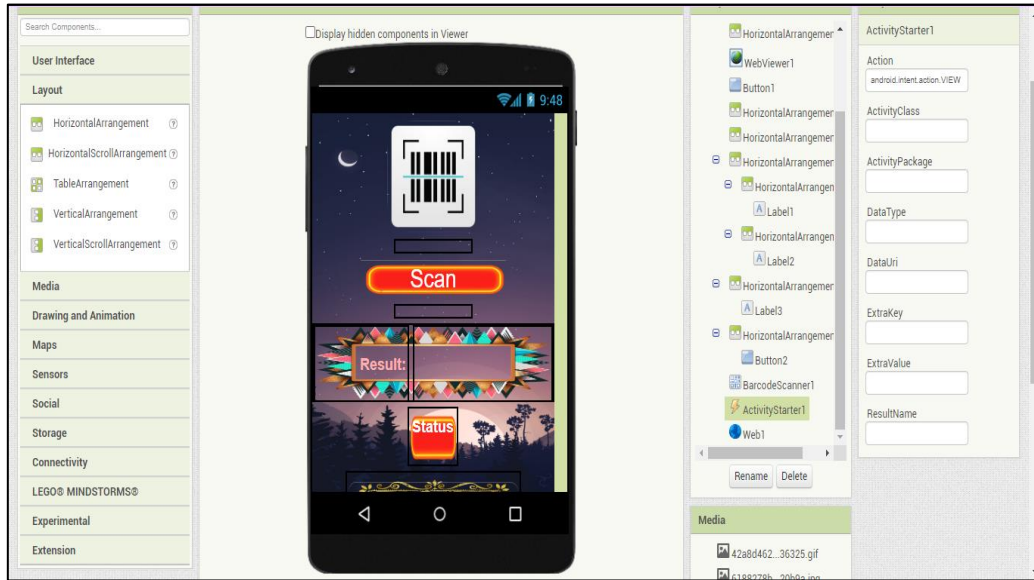 Search Components...
User Interface
Layout
HorizontalArrangement
HorizontalScrollArrangement
TableArrangement
VerticalArrangement
VerticalScrollArrangement
Media
Drawing and Animation
Maps
Sensors
Social
Storage
Connectivity
LEGO® MINDSTORMS®
Experimental
Extension
Display hidden components in Viewer
9:48
Scan
Result:
Status
HorizontalArrangemer
WebViewer1
Button1
HorizontalArrangemer
HorizontalArrangemer
HorizontalArrangemer
HorizontalArrangen
Label1
HorizontalArrangen
Label2
HorizontalArrangemer
Label3
HorizontalArrangemer
Button2
BarcodeScanner1
ActivityStarter1
Web1
Rename Delete
Media
42a8d462...36325.gif
ActivityStarter1
Action
android.intent.action.VIEW
ActivityClass
ActivityPackage
DataType
DataUri
ExtraKey
ExtraValue
ResultName